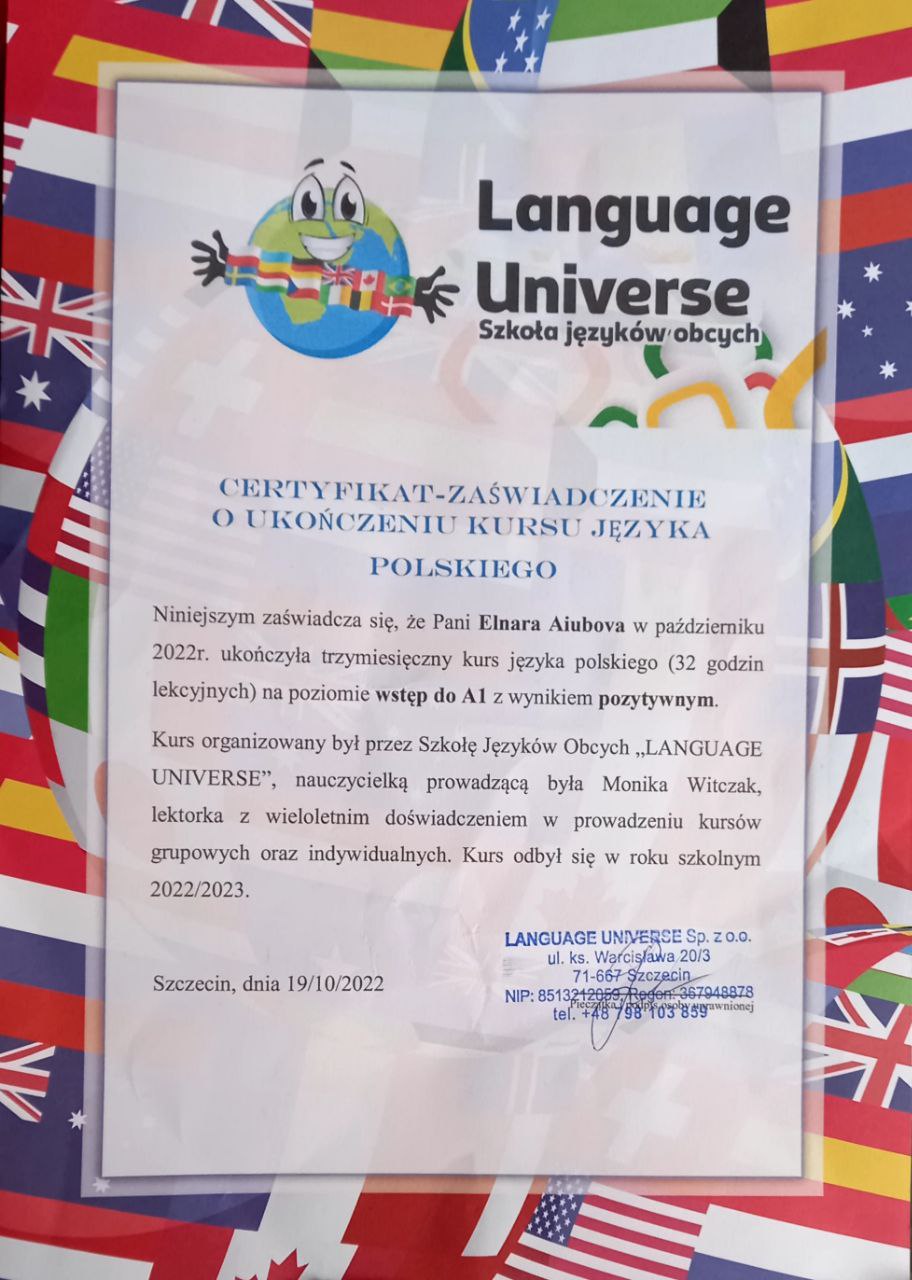 Language
Universe
Szkoła języków obcych
CERTYFIKAT-ZAŚWIADCZENIE
O UKOŃCZENIU KURSU JĘZYKA
POLSKIEGO
Niniejszym zaświadcza się, że Pani Elnara Aiubova w październiku
2022r. ukończyła trzymiesięczny kurs języka polskiego (32 godzin
lekcyjnych) na poziomie wstęp do A1 z wynikiem pozytywnym.
Kurs organizowany był przez Szkołę Języków Obcych „LANGUAGE
UNIVERSE”, nauczycielką prowadzącą była Monika Witczak,
lektorka z wieloletnim doświadczeniem w prowadzeniu kursów
grupowych oraz indywidualnych. Kurs odbył się w roku szkolnym
2022/2023.
LANGUAGE UNIVERSE Sp. z o.o.
ul. ks. Warcisława 20/3
71-667 Szczecin
NIP: 8513212059, Regon: 367948878
Pieczątka i podpis osoby uprawnionej
tel. +48 798 103 859
Szczecin, dnia 19/10/2022